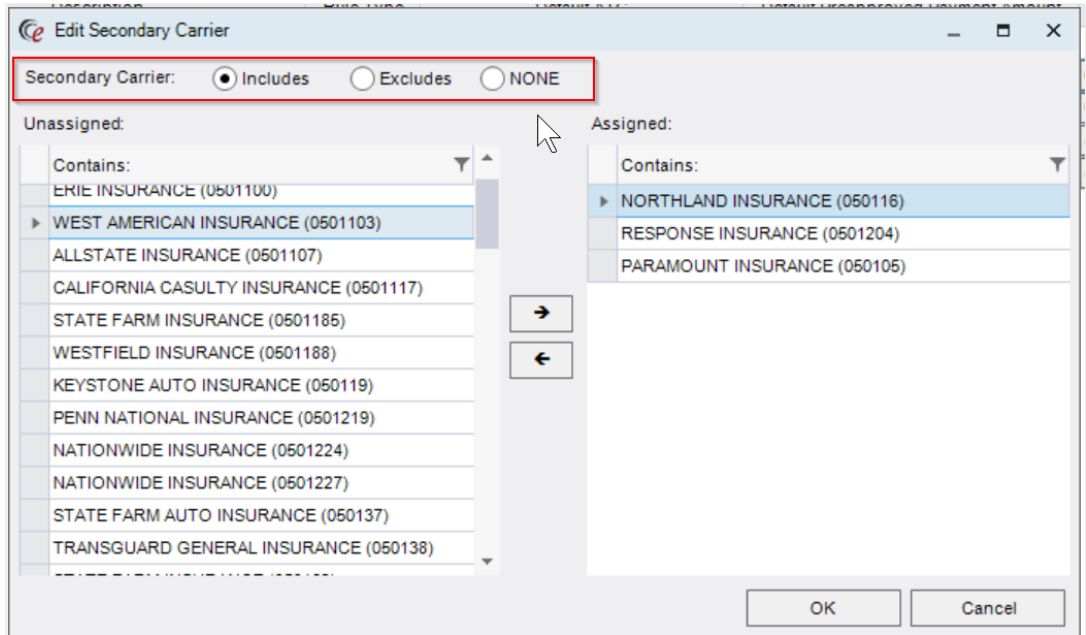 Edit Secondary Carrier
Secondary Carrier: Includes Excludes NONE
Unassigned:
Contains:
ERIE INSURANCE (0501100)
WEST AMERICAN INSURANCE (0501103)
ALLSTATE INSURANCE (0501107)
CALIFORNIA CASULTY INSURANCE (0501117)
STATE FARM INSURANCE (0501185)
WESTFIELD INSURANCE (0501188)
KEYSTONE AUTO INSURANCE (050119)
PENN NATIONAL INSURANCE (0501219)
NATIONWIDE INSURANCE (0501224)
NATIONWIDE INSURANCE (0501227)
STATE FARM AUTO INSURANCE (050137)
TRANSGUARD GENERAL INSURANCE (050138)
Assigned:
Contains:
NORTHLAND INSURANCE (050116)
RESPONSE INSURANCE (0501204)
PARAMOUNT INSURANCE (050105)
OK
Cancel